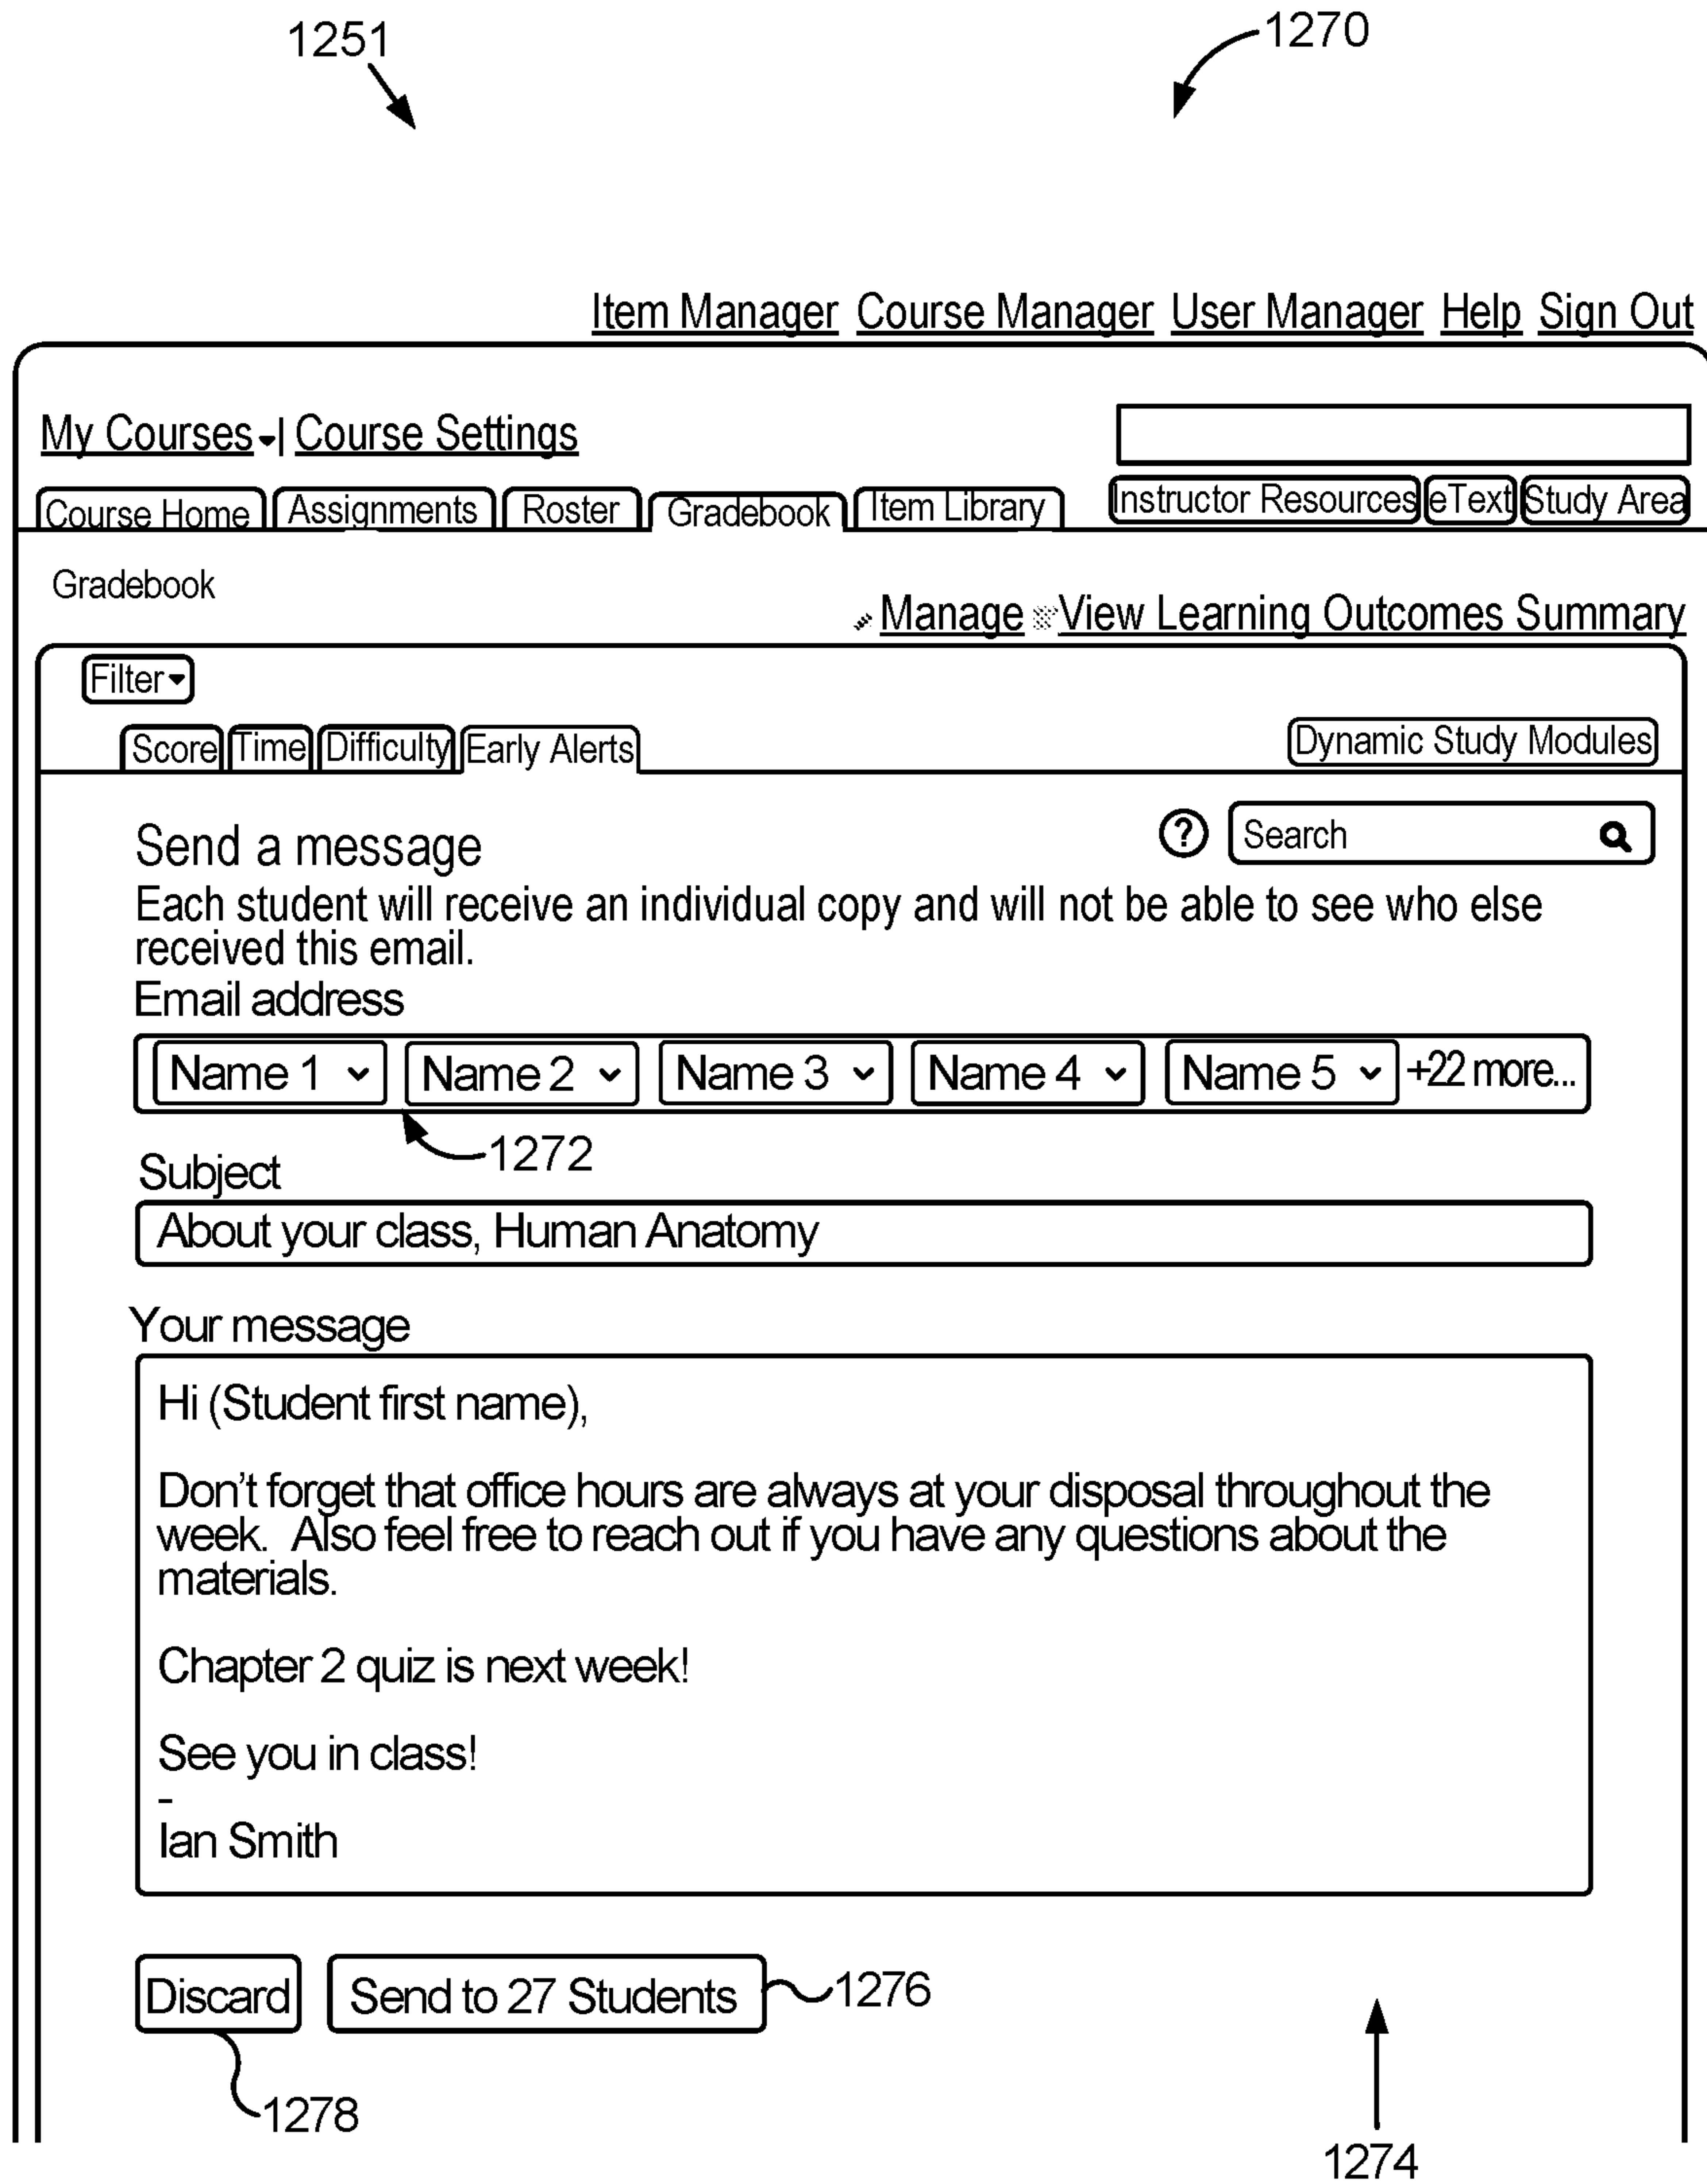 1251
1270
Item Manager Course Manager User Manager Help Sign Out
My Courses | Course Settings
Course Home Assignments Roster Gradebook Item Library Instructor Resources eText Study Area
Gradebook
Manage View Learning Outcomes Summary
Filter
Score Time Difficulty Early Alerts Dynamic Study Modules
Send a message ? Search
Each student will receive an individual copy and will not be able to see who else
received this email.
Email address
Name 1 Name 2 Name 3 Name 4 Name 5 +22 more...
1272
Subject
About your class, Human Anatomy
Your message
Hi (Student first name),
Don't forget that office hours are always at your disposal throughout the
week. Also feel free to reach out if you have any questions about the
materials.
Chapter 2 quiz is next week!
See you in class!
-
Ian Smith
Discard Send to 27 Students 1276
1278
1274